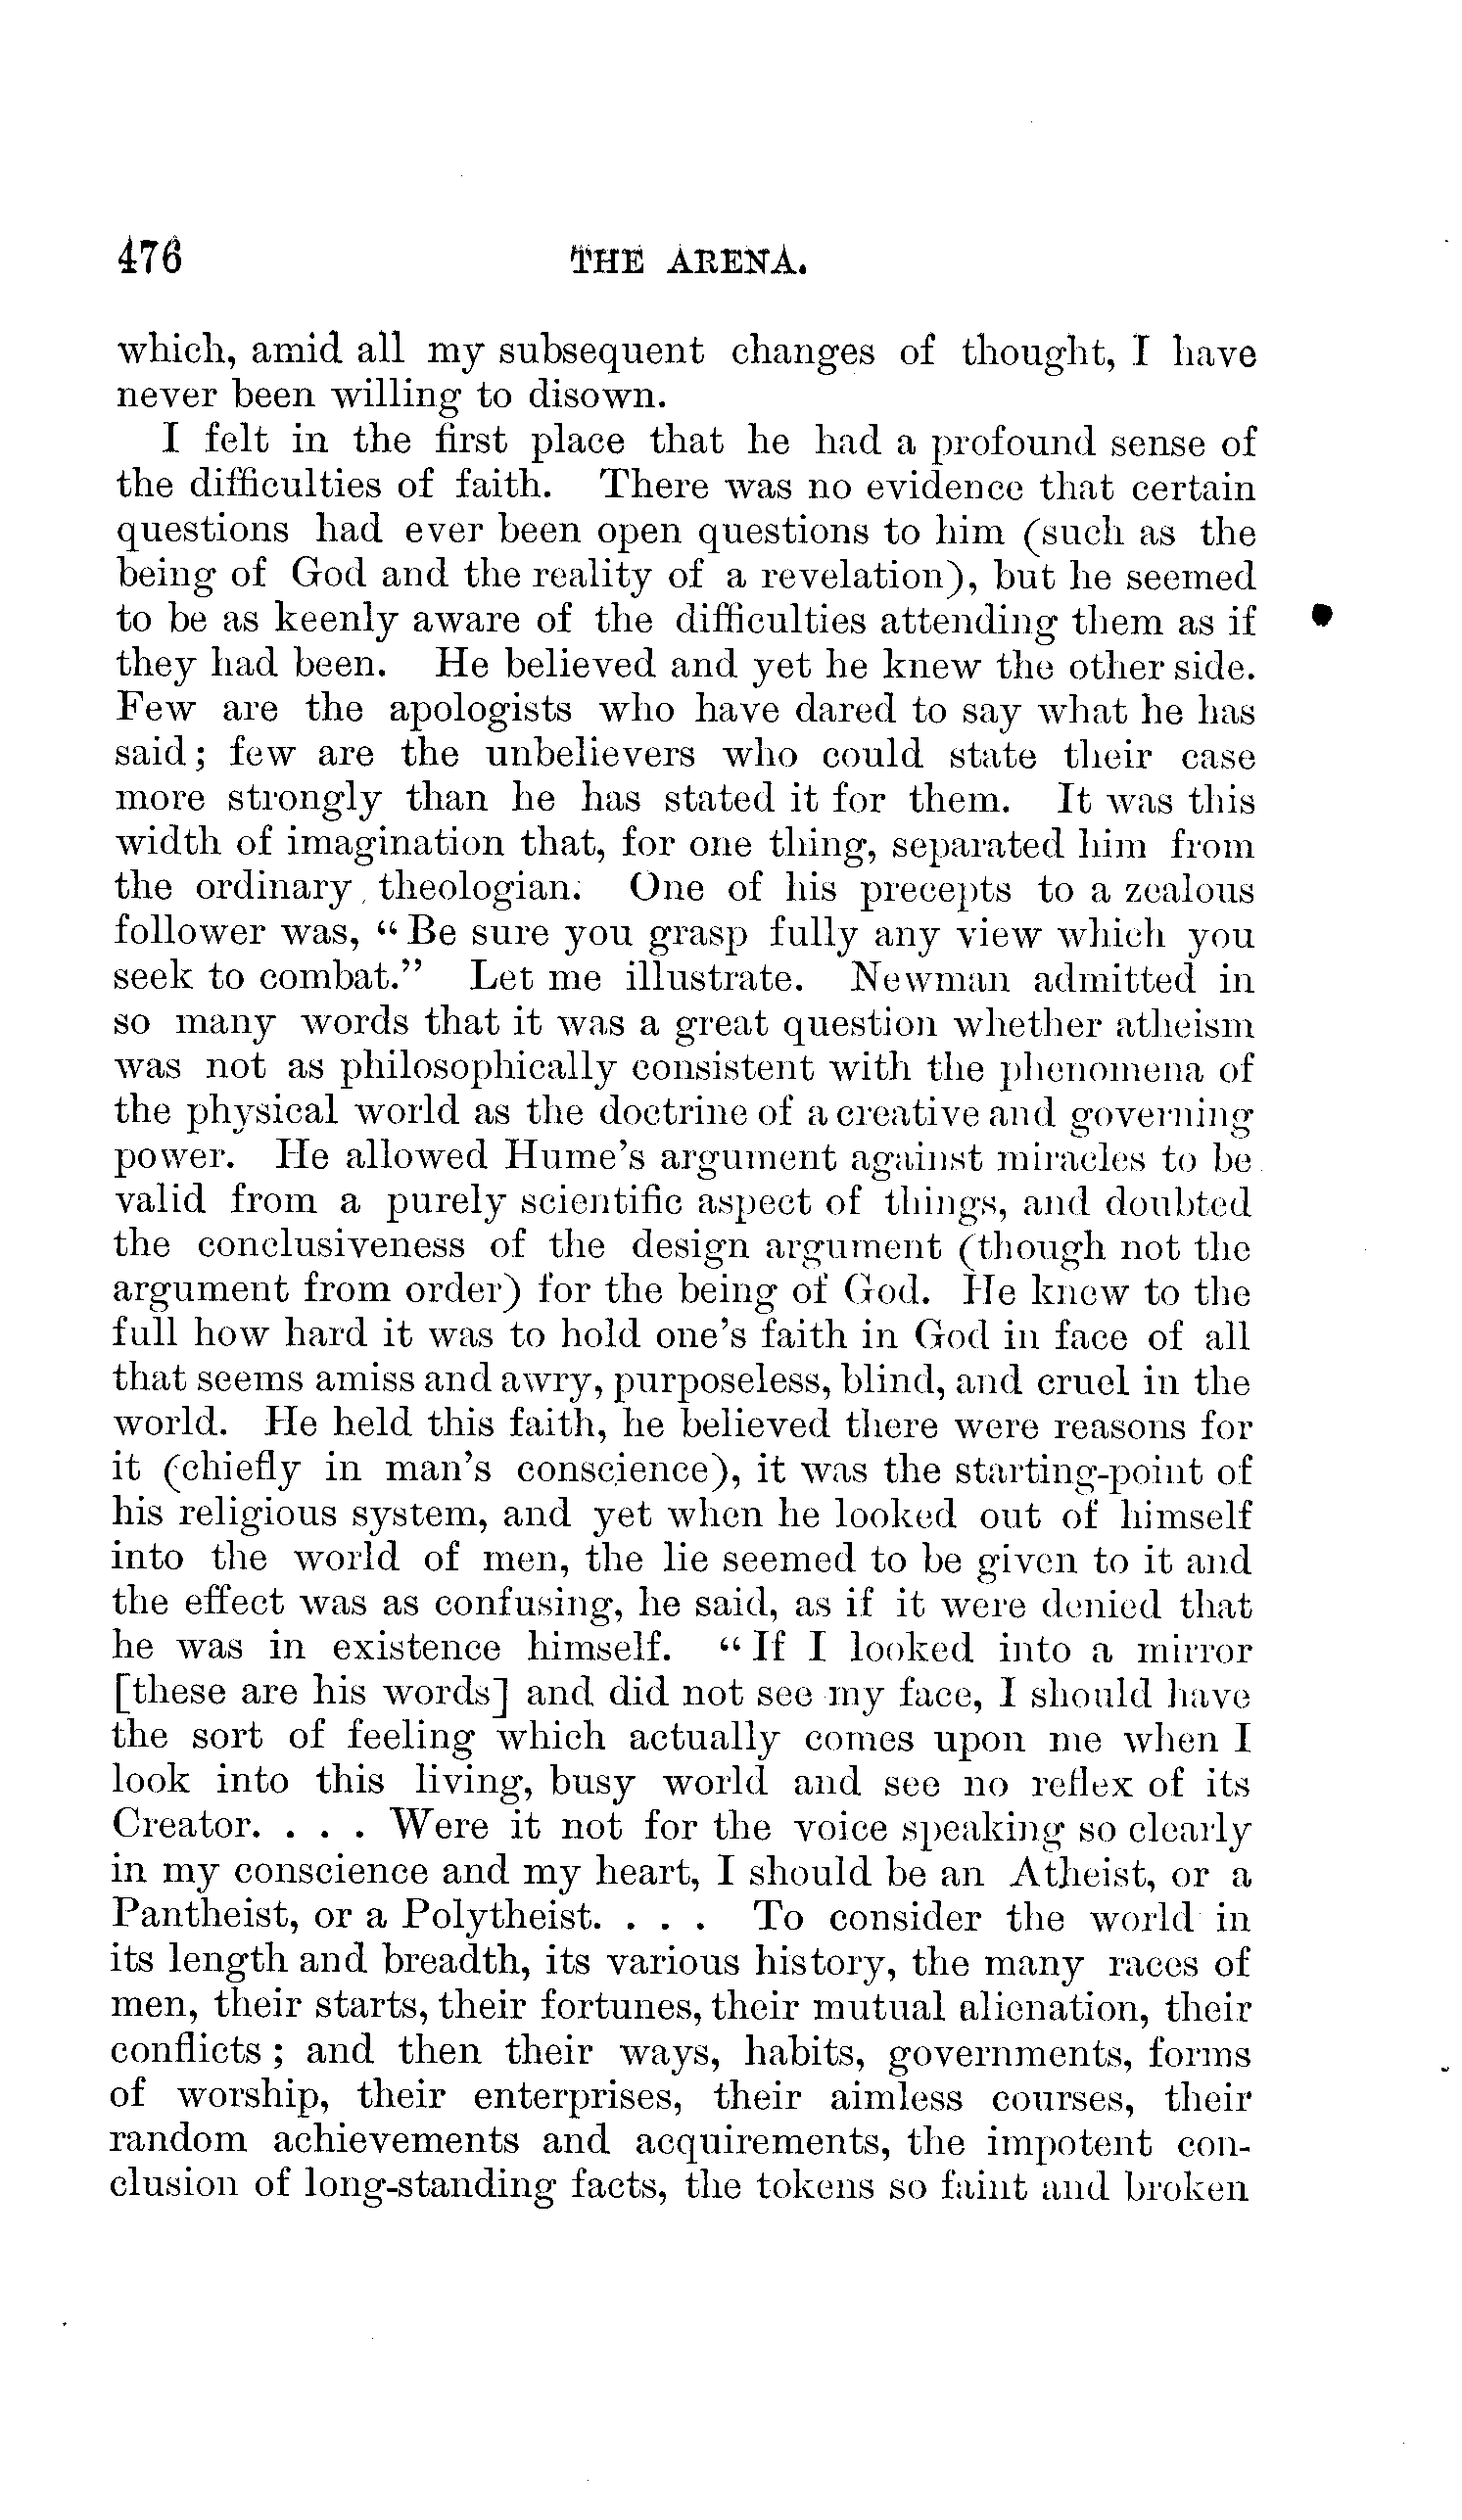 476 THE ARENA.
which, amid all my subsequent changes of thought, I have
never been willing to disown.
I felt in the first place that he had a profound sense of
the difficulties of faith. There was no evidence that certain
questions had ever been open questions to him (such as the
being of God and the reality of a revelation), but he seemed
to be as keenly aware of the difficulties attending them as if
they had been. He believed and yet he knew the other side.
Few are the apologists who have dared to say what he has
said; few are the unbelievers who could state their case
more strongly than he has stated it for them. It was this
width of imagination that, for one thing, separated him from
the ordinary theologian. One of his precepts to a zealous
follower was, "Be sure you grasp fully any view which you
seek to combat." Let me illustrate. Newman admitted in
so many words that it was a great question whether atheism
was not as philosophically consistent with the phenomena of
the physical world as the doctrine of a creative and governing
power. He allowed Hume's argument against miracles to be
valid from a purely scientific aspect of things, and doubted
the conclusiveness of the design argument (though not the
argument from order) for the being of God. He knew to the
full how hard it was to hold one's faith in God in face of all
that seems amiss and awry, purposeless, blind, and cruel in the
world. He held this faith, he believed there were reasons for
it (chiefly in man's conscience), it was the starting-point of
his religious system, and yet when he looked out of himself
into the world of men, the lie seemed to be given to it and
the effect was as confusing, he said, as if it were denied that
he was in existence himself. "If I looked into a mirror
[these are his words] and did not see my face, I should have
the sort of feeling which actually comes upon me when I
look into this living, busy world and see no reflex of its
Creator. . . . Were it not for the voice speaking so clearly
in my conscience and my heart, I should be an Atheist, or a
Pantheist, or a Polytheist. . . . To consider the world in
its length and breadth, its various history, the many races of
men, their starts, their fortunes, their mutual alienation, their
conflicts; and then their ways, habits, governments, forms
of worship, their enterprises, their aimless courses, their
random achievements and acquirements, the impotent con-
clusion of long-standing facts, the tokens so faint and broken